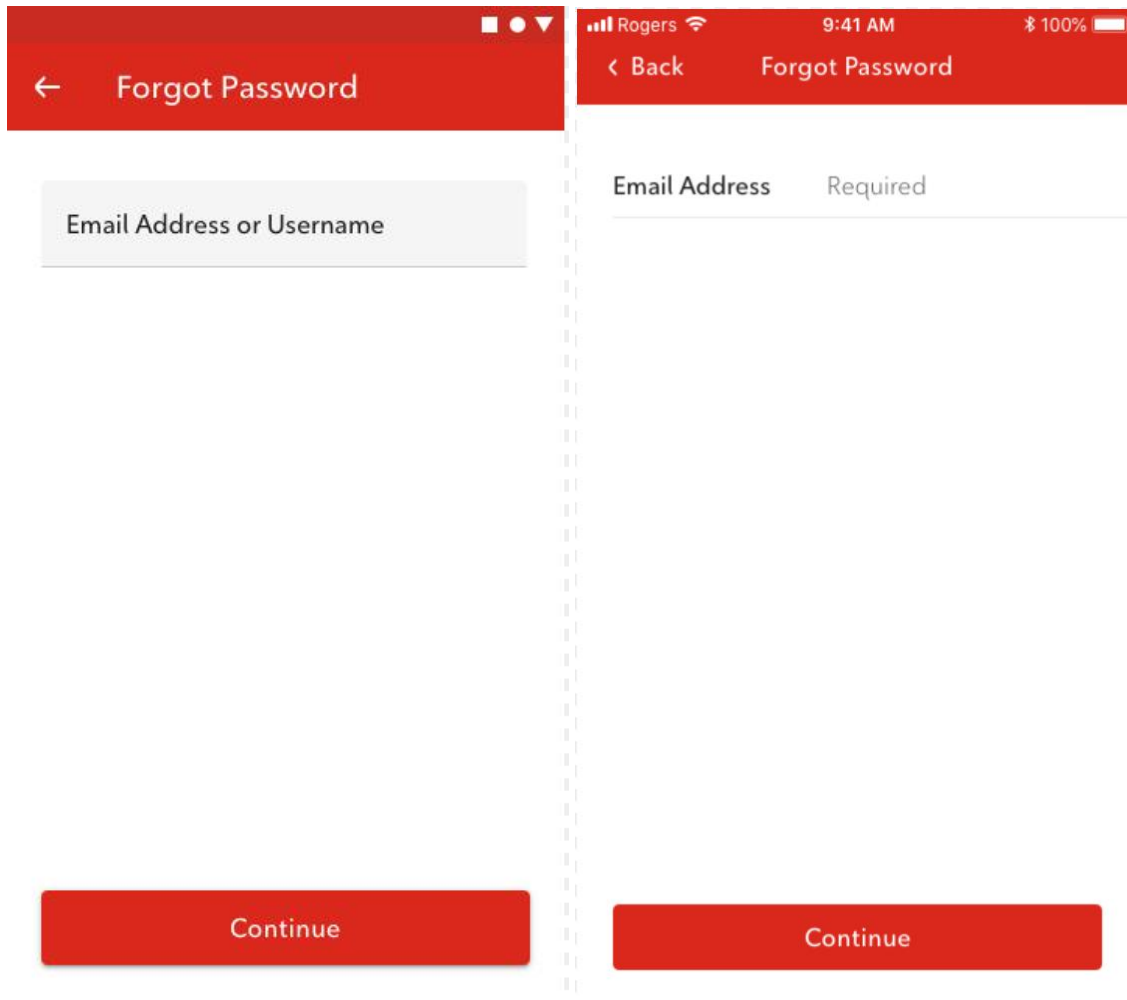 Forgot Password
Email Address or Username
Continue
Rogers 9:41 AM 100%
Back Forgot Password
Email Address Required
Continue